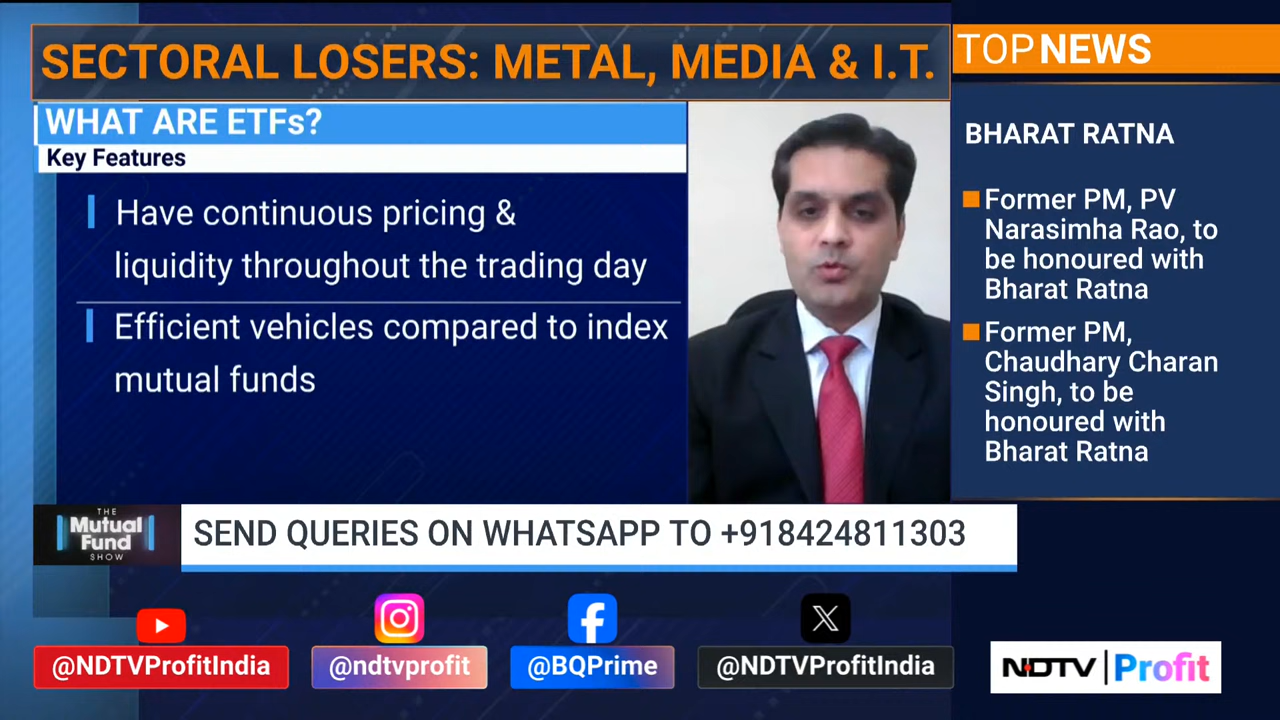 SECTORAL LOSERS: METAL, MEDIA & I.T.
TOP NEWS
WHAT ARE ETFs?
Key Features
Have continuous pricing &
liquidity throughout the trading day
Efficient vehicles compared to index
mutual funds
BHARAT RATNA
Former PM, PV
Narasimha Rao, to
be honoured with
Bharat Ratna
Former PM,
Chaudhary Charan
Singh, to be
honoured with
Bharat Ratna
THE
Mutual
Fund
SHOW
SEND QUERIES ON WHATSAPP TO +918424811303
@NDTVProfitIndia
@ndtvprofit
@BQPrime
@NDTVProfitIndia
NDTV Profit